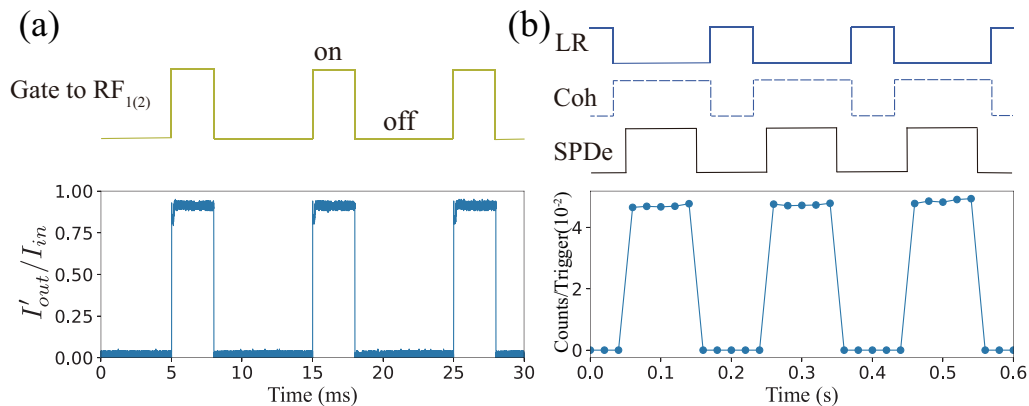 (a)
on
Gate to RF1(2)
off
1.00
0.75
0.50
0.25
0.00
I'out/Iin
0 5 10 15 20 25 30
Time (ms)
(b)
LR
Coh
SPDe
4
2
0
Counts/Trigger(10-2)
0.0 0.1 0.2 0.3 0.4 0.5 0.6
Time (s)